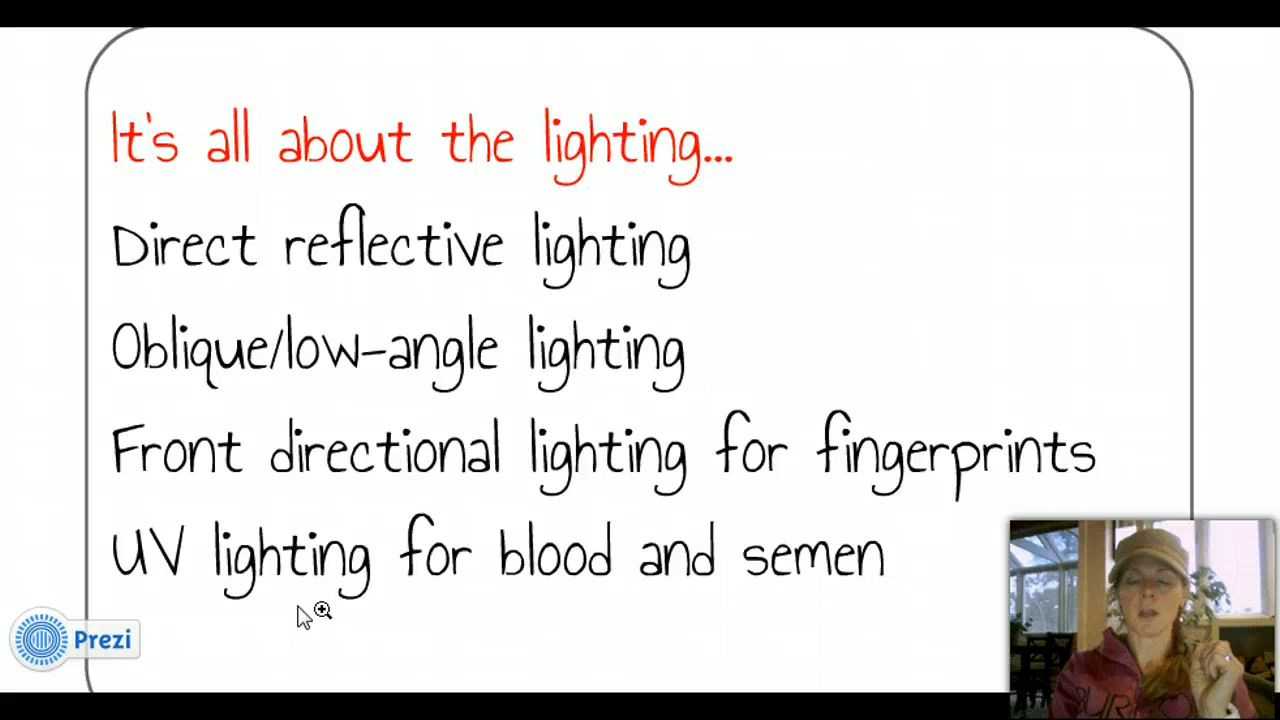 It's all about the lighting...
Direct reflective lighting
Oblique/low-angle lighting
Front directional lighting for fingerprints
UV lighting for blood and semen
Prezi